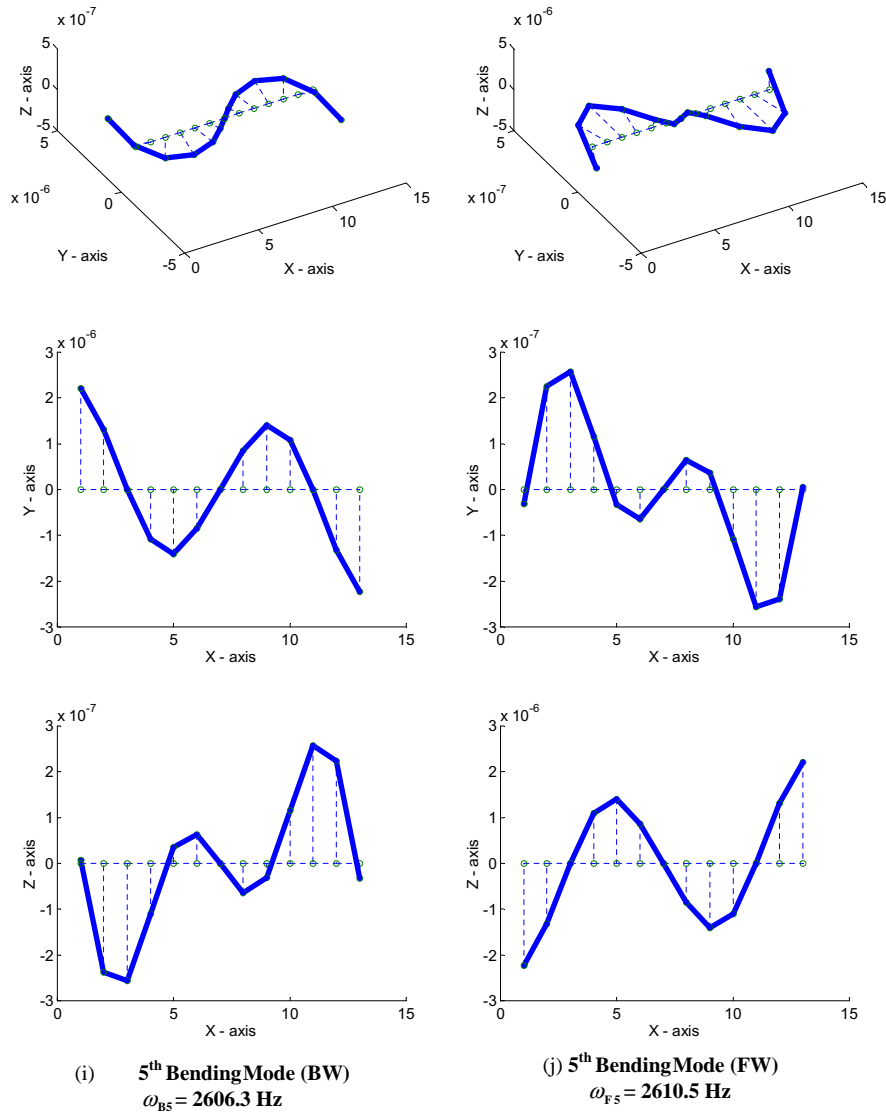 x 10^-7
5
0
-5
Z - axis
5
x 10^-6
0
-5
Y - axis
0
5
10
15
X - axis
x 10^-6
5
0
-5
Z - axis
5
x 10^-7
0
-5
Y - axis
0
5
10
15
X - axis
x 10^-6
3
2
1
0
-1
-2
-3
Y - axis
0
5
10
15
X - axis
x 10^-7
3
2
1
0
-1
-2
-3
Y - axis
0
5
10
15
X - axis
x 10^-7
3
2
1
0
-1
-2
-3
Z - axis
0
5
10
15
X - axis
x 10^-6
3
2
1
0
-1
-2
-3
Z - axis
0
5
10
15
X - axis
(i) 5th Bending Mode (BW)
ω_B5 = 2606.3 Hz
(j) 5th Bending Mode (FW)
ω_F5 = 2610.5 Hz